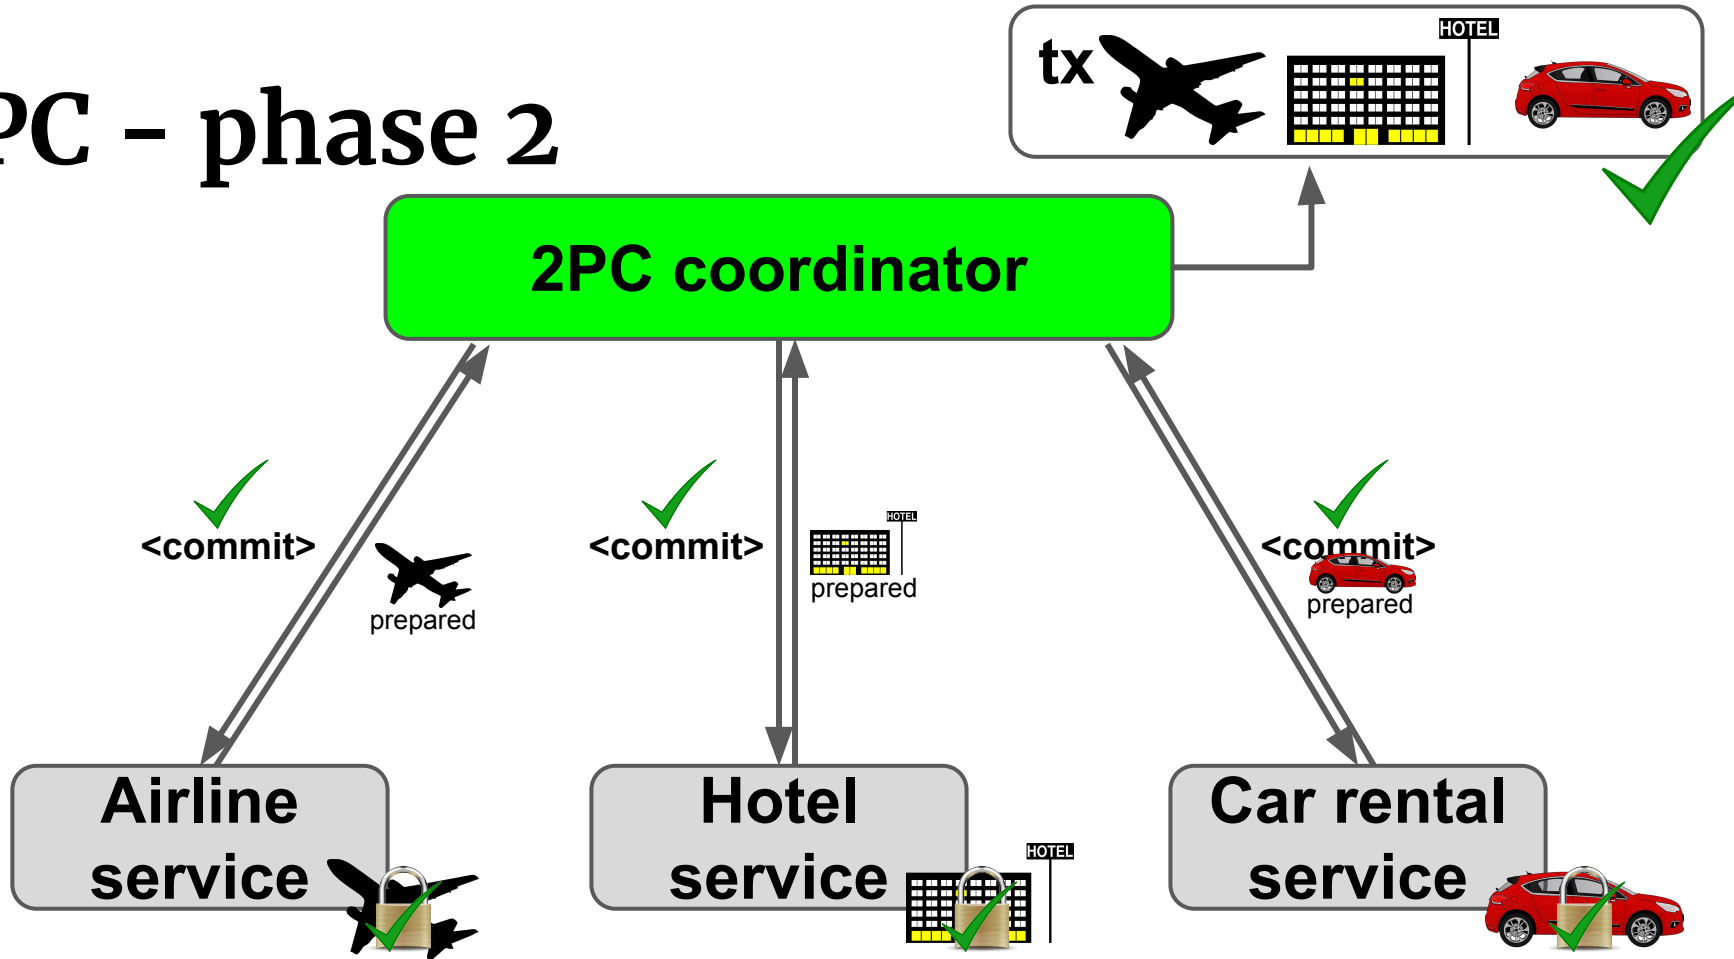 PC - phase 2
tx
HOTEL
2PC coordinator
<commit>
<commit>
<commit>
HOTEL
prepared
prepared
prepared
Airline
service
Hotel
service
HOTEL
Car rental
service